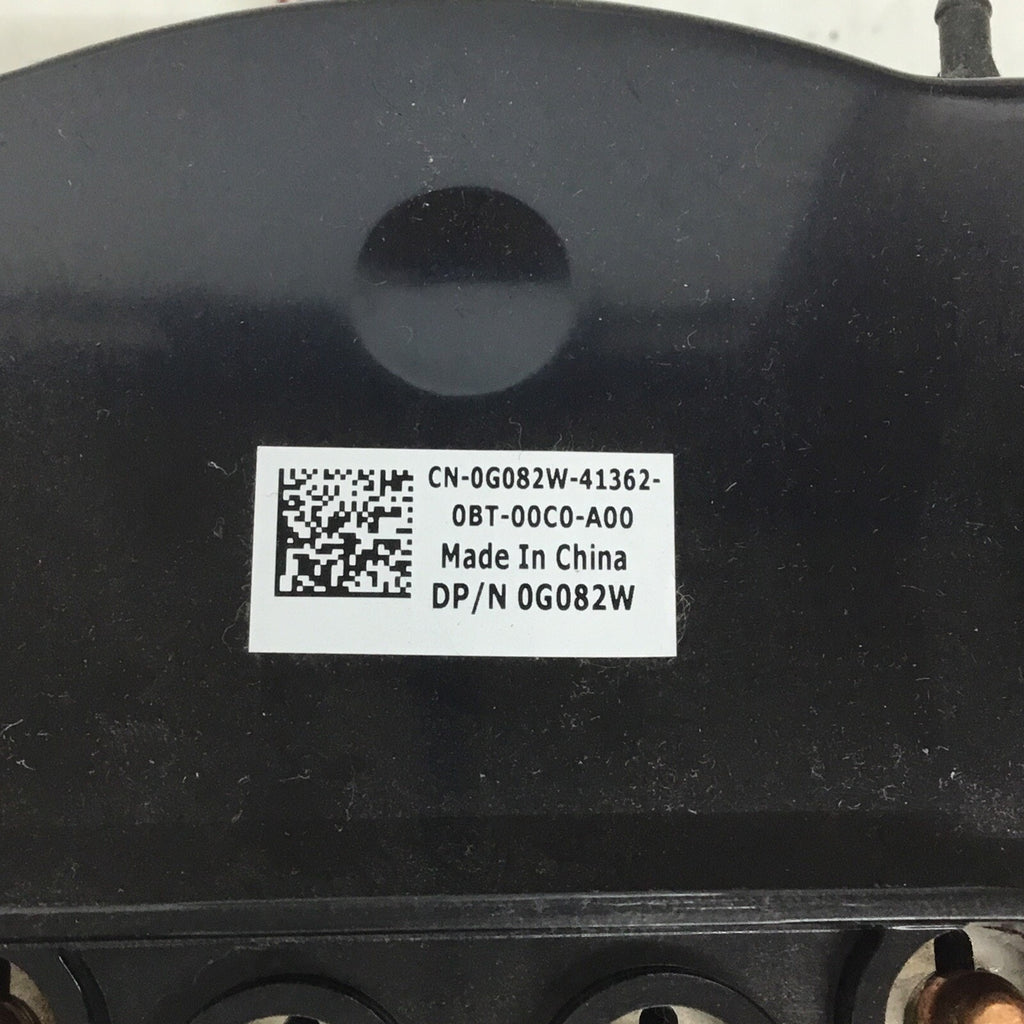 CN-0G082W-41362-
0BT-00C0-A00
Made In China
DP/N 0G082W